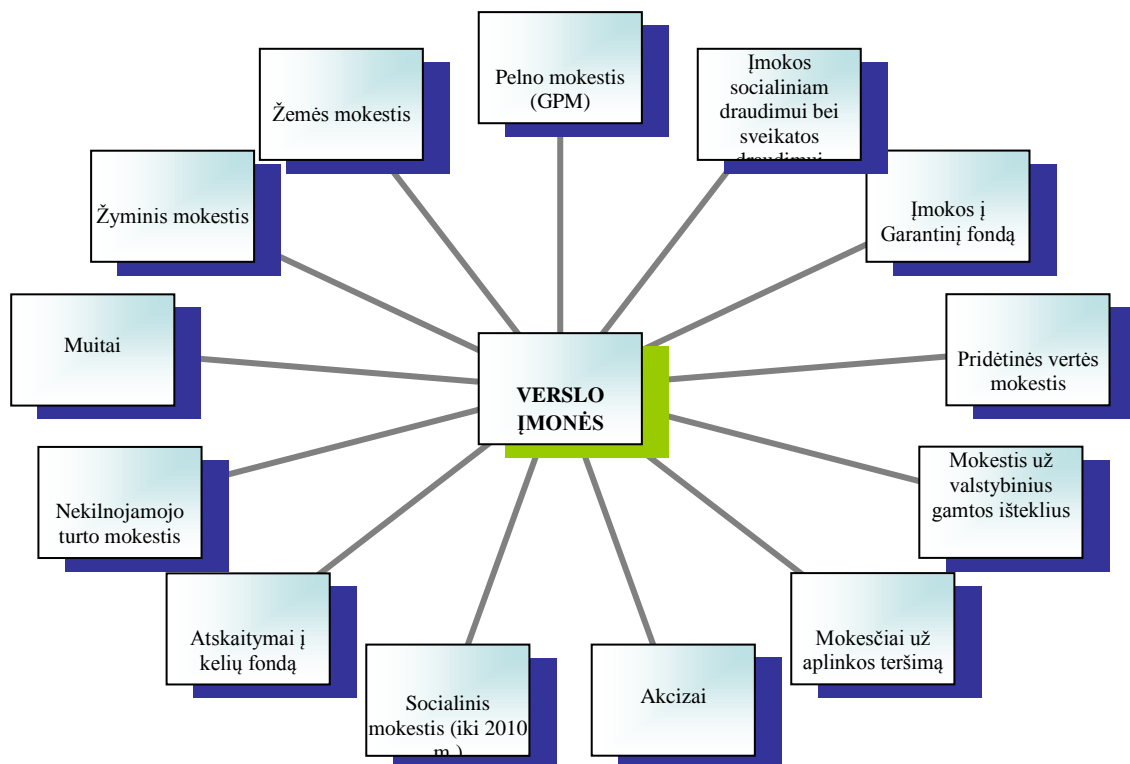 Pelno mokestis
(GPM)
Įmokos
socialiniam
draudimui bei
sveikatos
draudimui
Įmokos į
Garantinį fondą
Pridėtinės vertės
mokestis
Mokestis už
valstybinius
gamtos išteklius
Mokesčiai už
aplinkos teršimą
Akcizai
Socialinis
mokestis (iki 2010
m.)
Atskaitymai į
kelių fondą
Nekilnojamojo
turto mokestis
Muitai
Žyminis mokestis
Žemės mokestis
VERSLO
ĮMONĖS